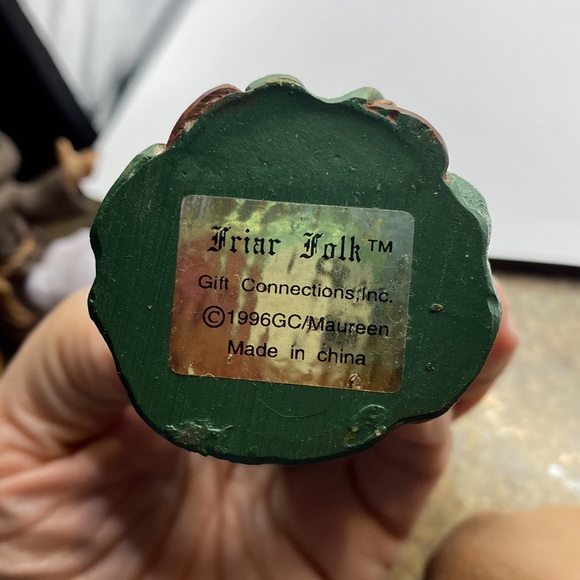 Friar Folk™
Gift Connections,Inc.
©1996GC/Maureen
Made in china